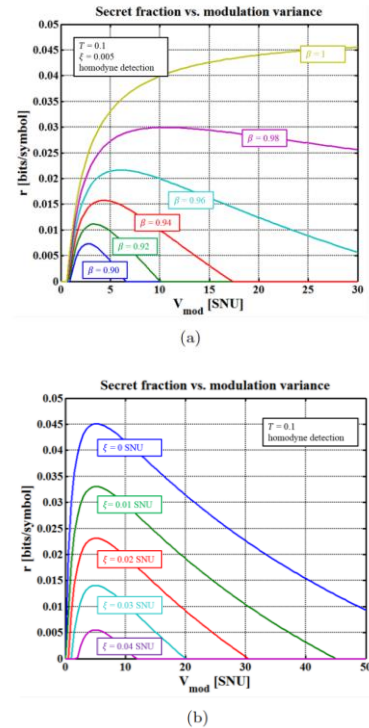 Secret fraction vs. modulation variance
T = 0.1
ξ = 0.005
homodyne detection
r [bits/symbol]
0.05
0.045
0.04
0.035
0.03
0.025
0.02
0.015
0.01
0.005
0
β = 1
β = 0.98
β = 0.96
β = 0.94
β = 0.92
β = 0.90
0 5 10 15 20 25 30
V mod [SNU]
(a)
Secret fraction vs. modulation variance
T = 0.1
homodyne detection
r [bits/symbol]
0.05
0.045
0.04
0.035
0.03
0.025
0.02
0.015
0.01
0.005
0
ξ = 0 SNU
ξ = 0.01 SNU
ξ = 0.02 SNU
ξ = 0.03 SNU
ξ = 0.04 SNU
0 10 20 30 40 50
V mod [SNU]
(b)